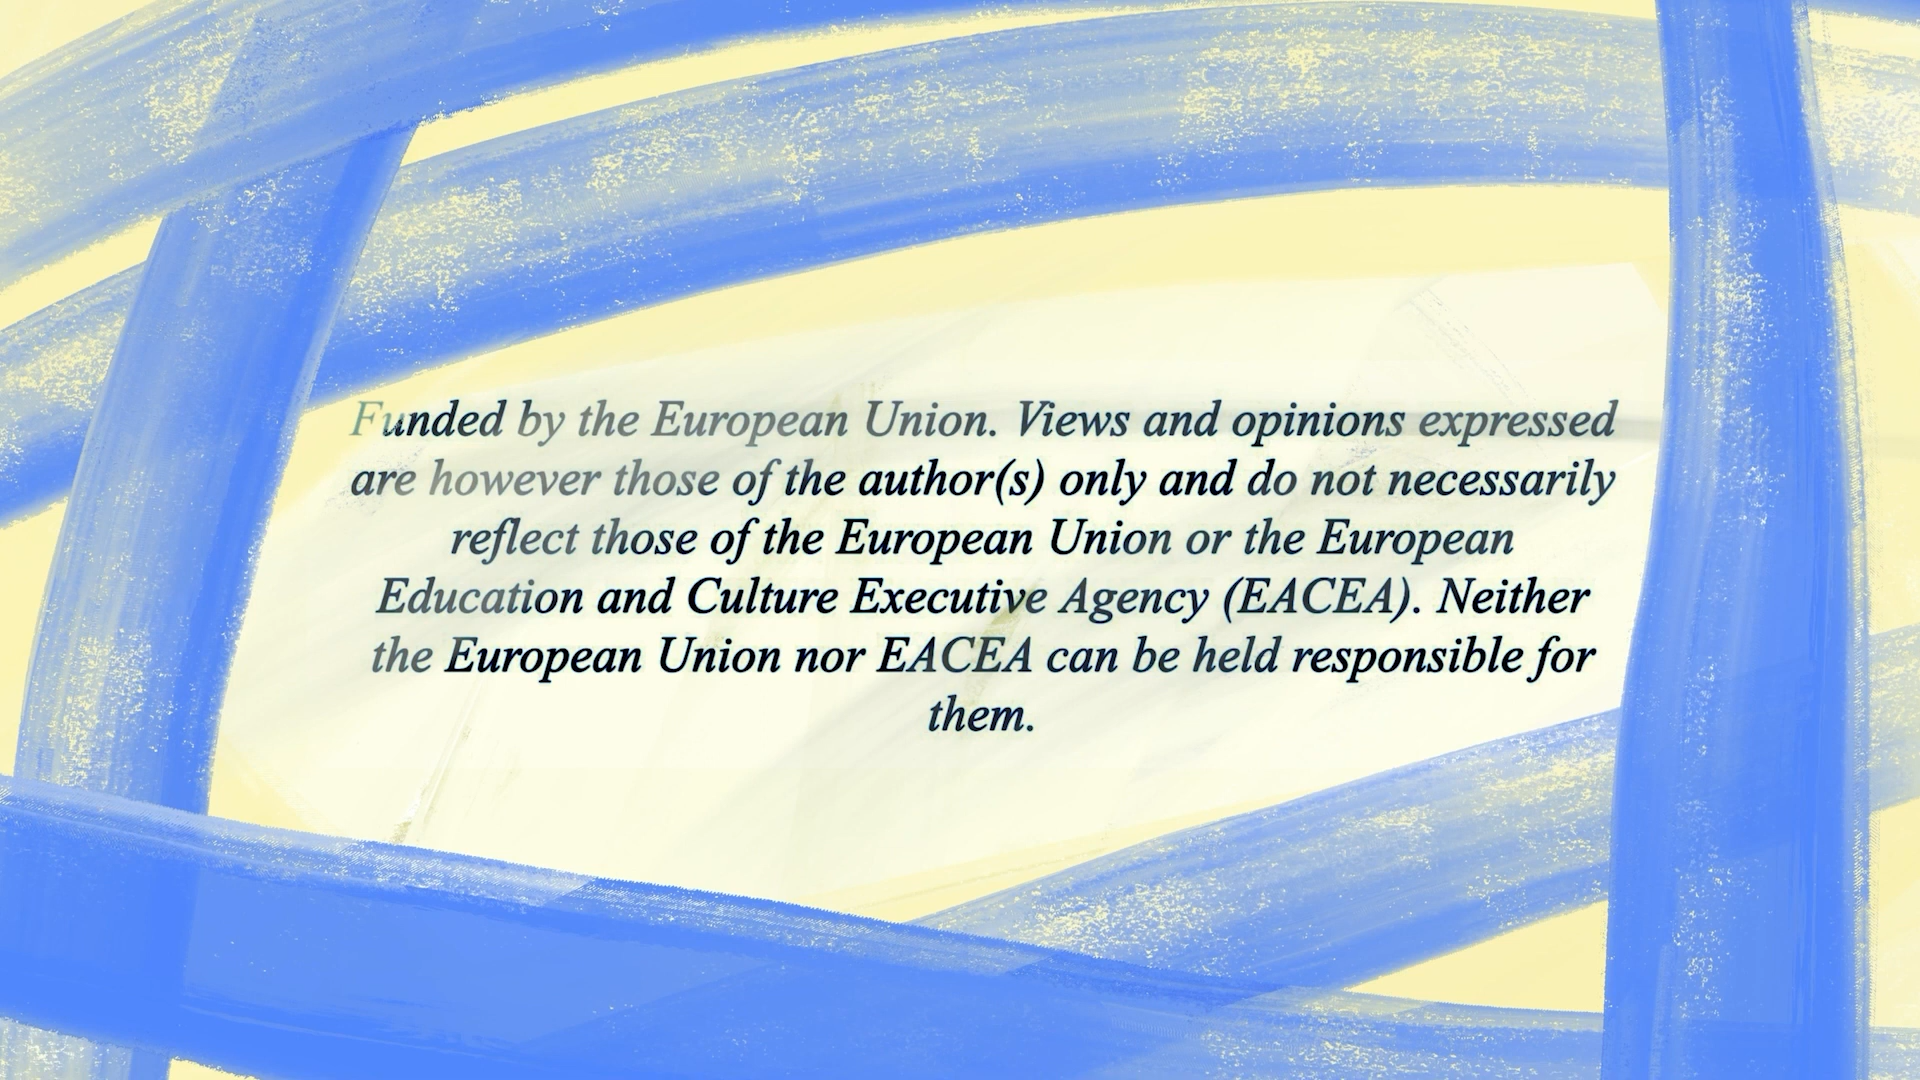 Funded by the European Union. Views and opinions expressed
are however those of the author(s) only and do not necessarily
reflect those of the European Union or the European
Education and Culture Executive Agency (EACEA). Neither
the European Union nor EACEA can be held responsible for
them.